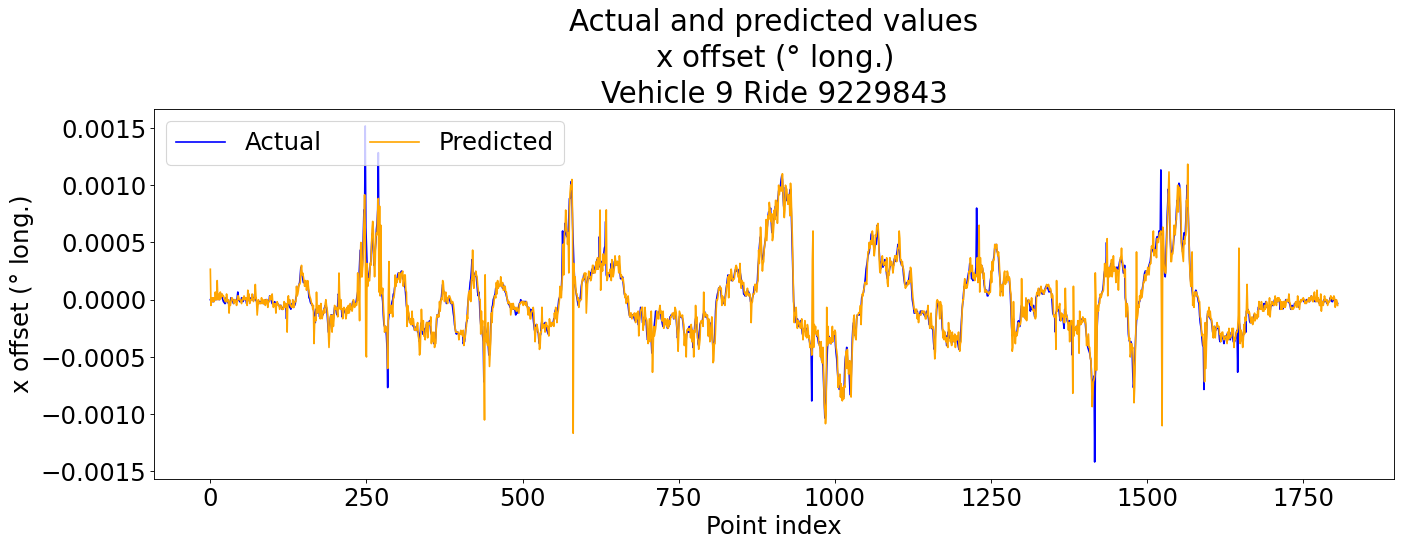 Actual and predicted values
x offset (° long.)
Vehicle 9 Ride 9229843
Actual
Predicted
x offset (° long.)
0.0015
0.0010
0.0005
0.0000
−0.0005
−0.0010
−0.0015
0
250
500
750
1000
1250
1500
1750
Point index